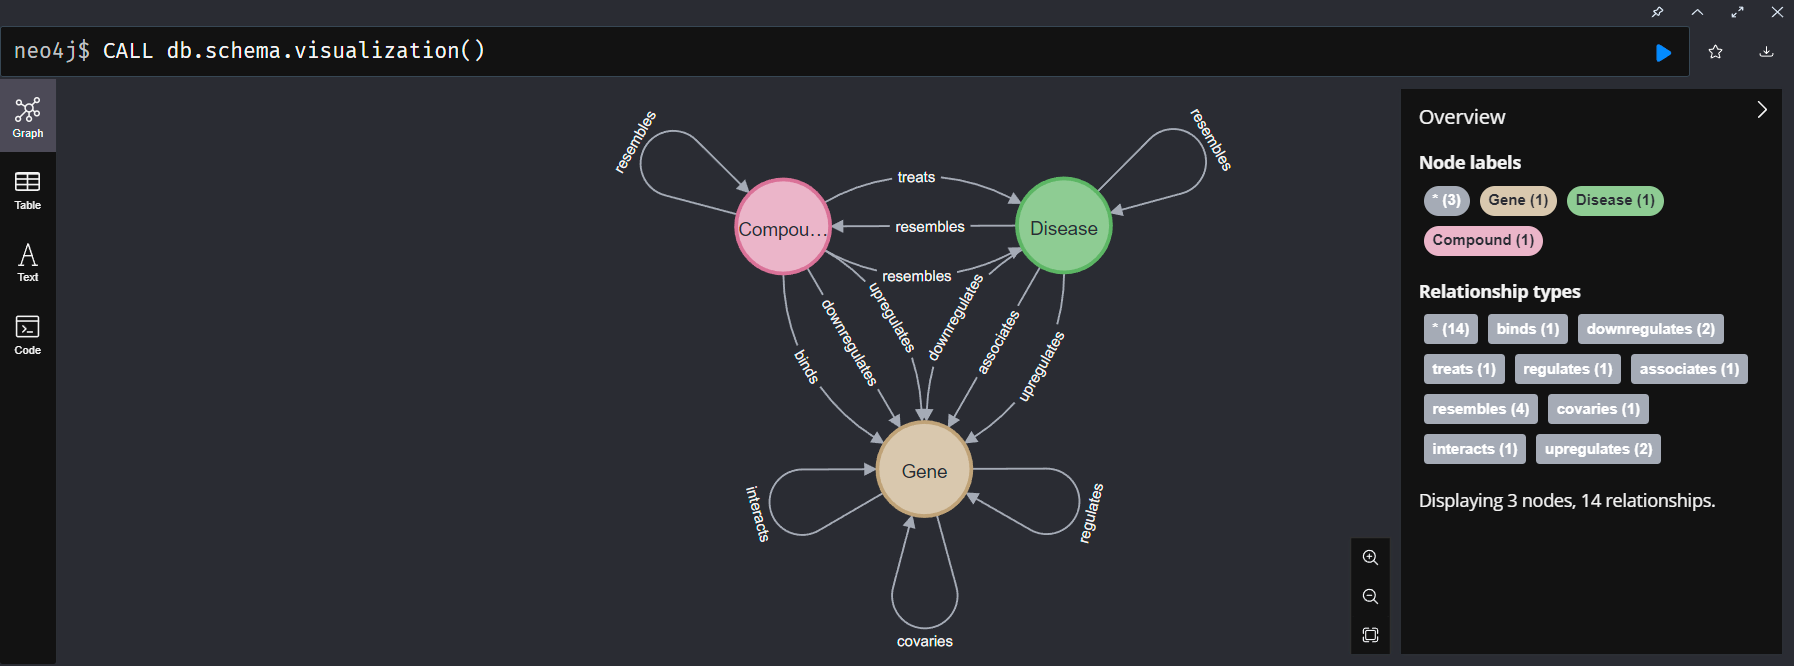 neo4j$ CALL db.schema.visualization()
Graph
Table
Text
Code
resembles
resembles
treats
Compou...
resembles
Disease
resembles
upregulates
downregulates
downregulates
associates
upregulates
binds
Gene
interacts
regulates
covaries
Overview
Node labels
* (3) Gene (1) Disease (1)
Compound (1)
Relationship types
* (14) binds (1) downregulates (2)
treats (1) regulates (1) associates (1)
resembles (4) covaries (1)
interacts (1) upregulates (2)
Displaying 3 nodes, 14 relationships.